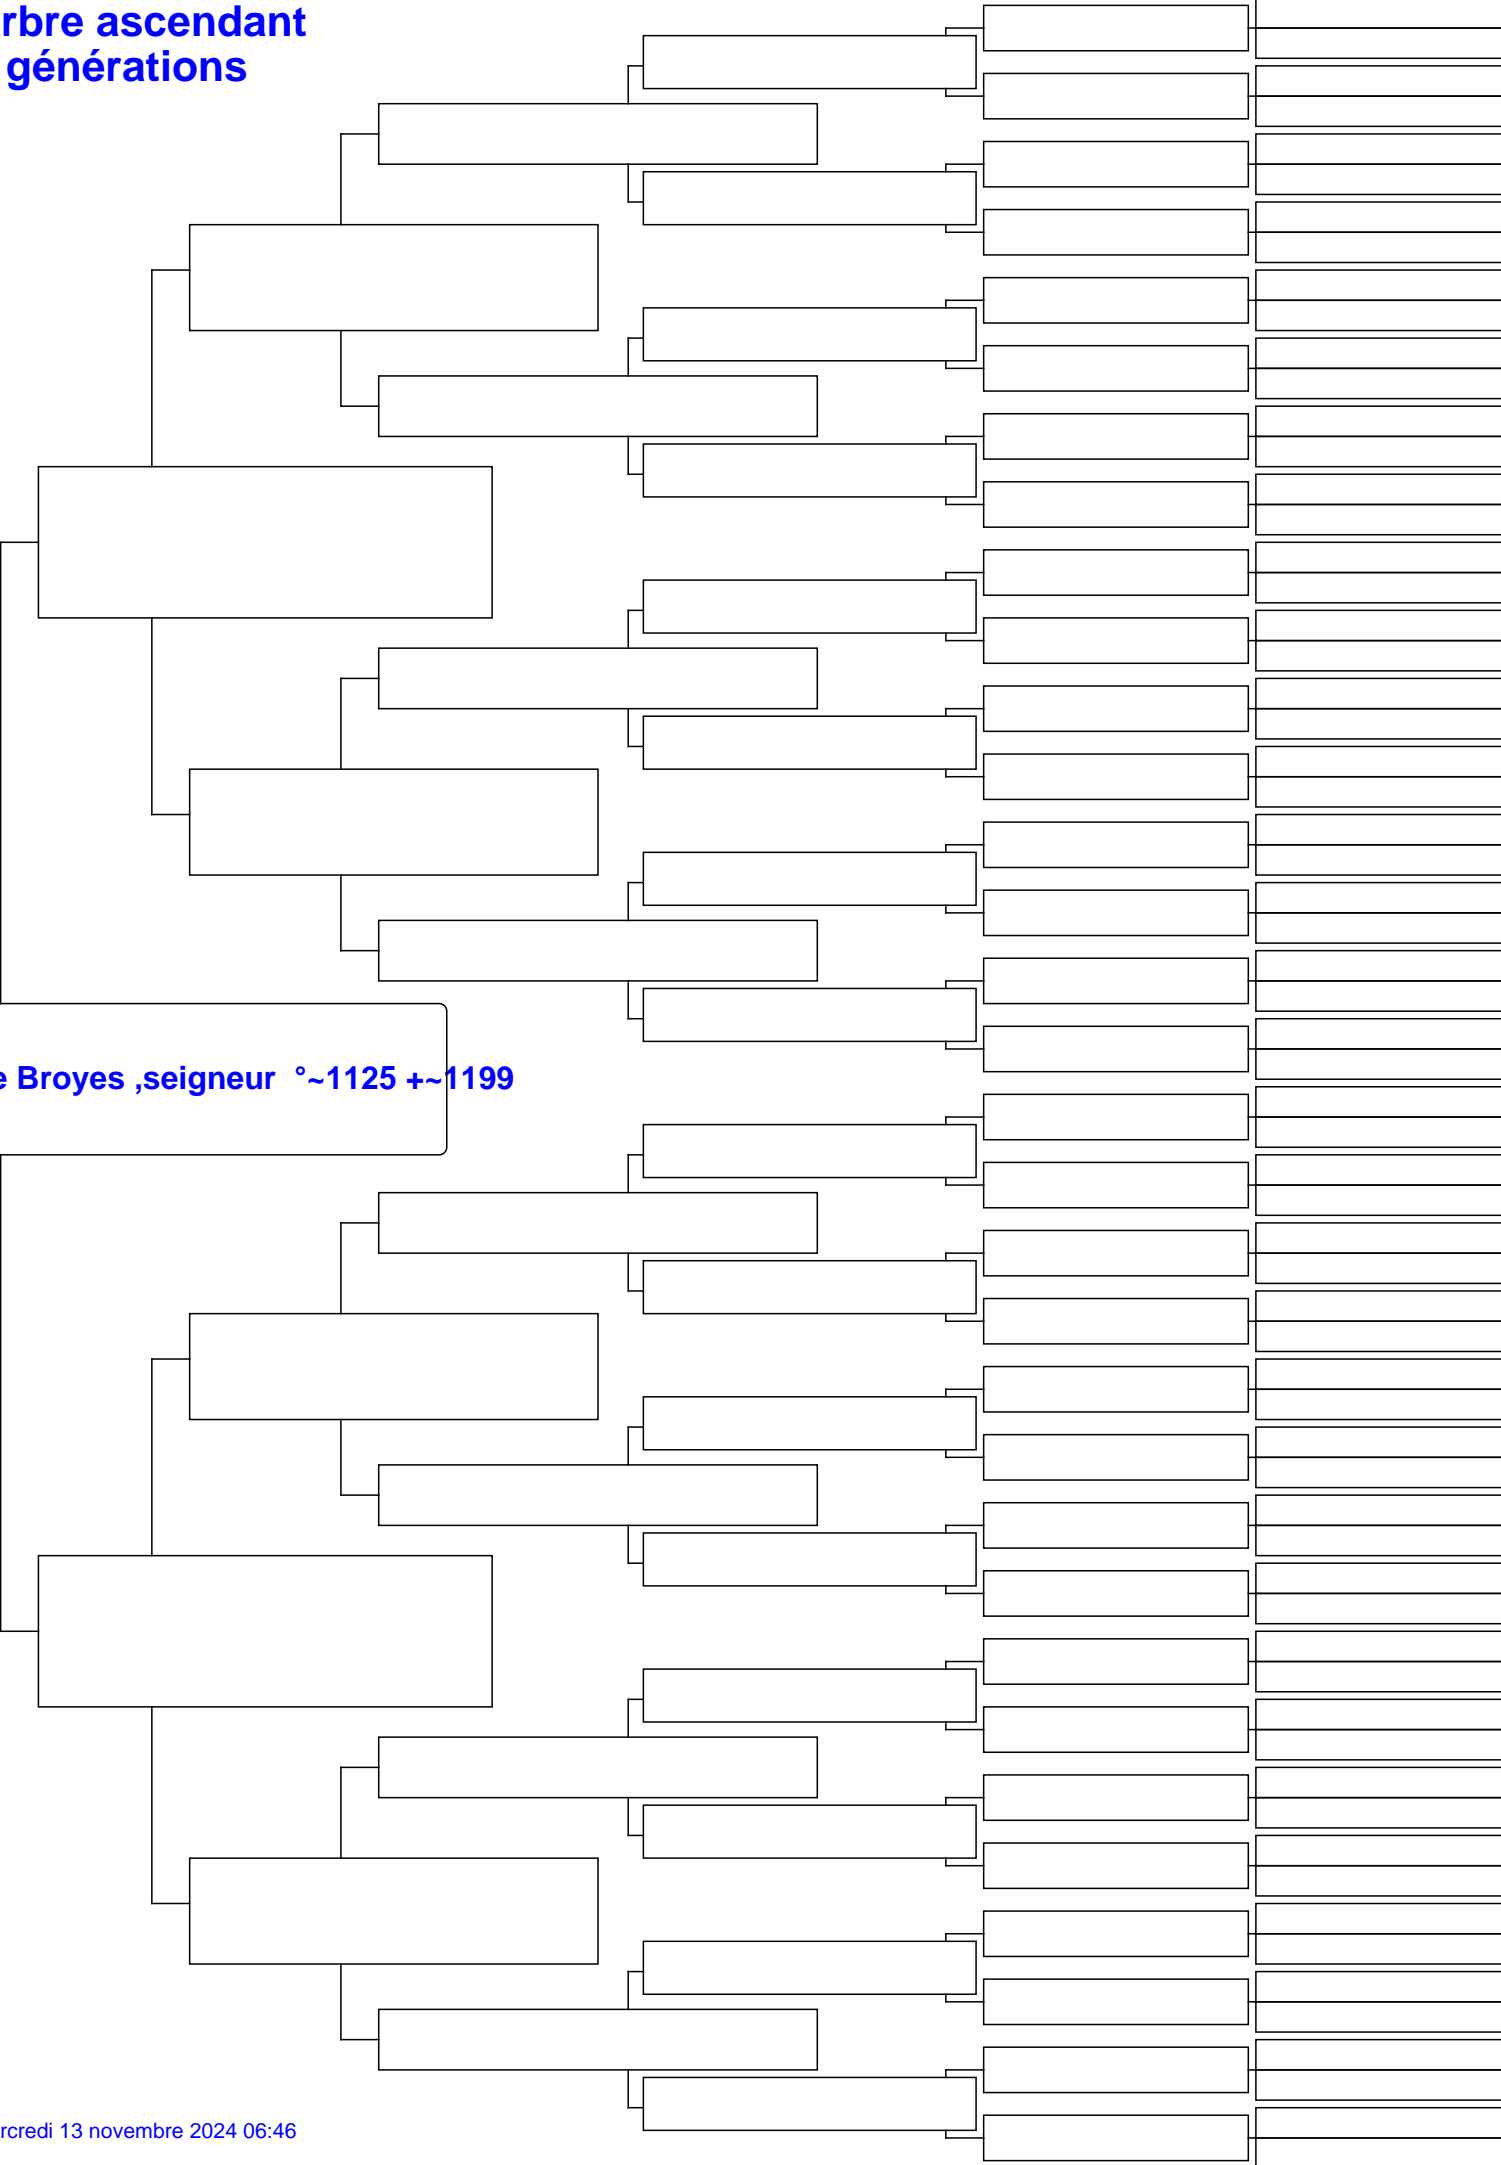 rbre ascendant
générations
e Broyes ,seigneur °~1125 +~1199
rcredi 13 novembre 2024 06:46